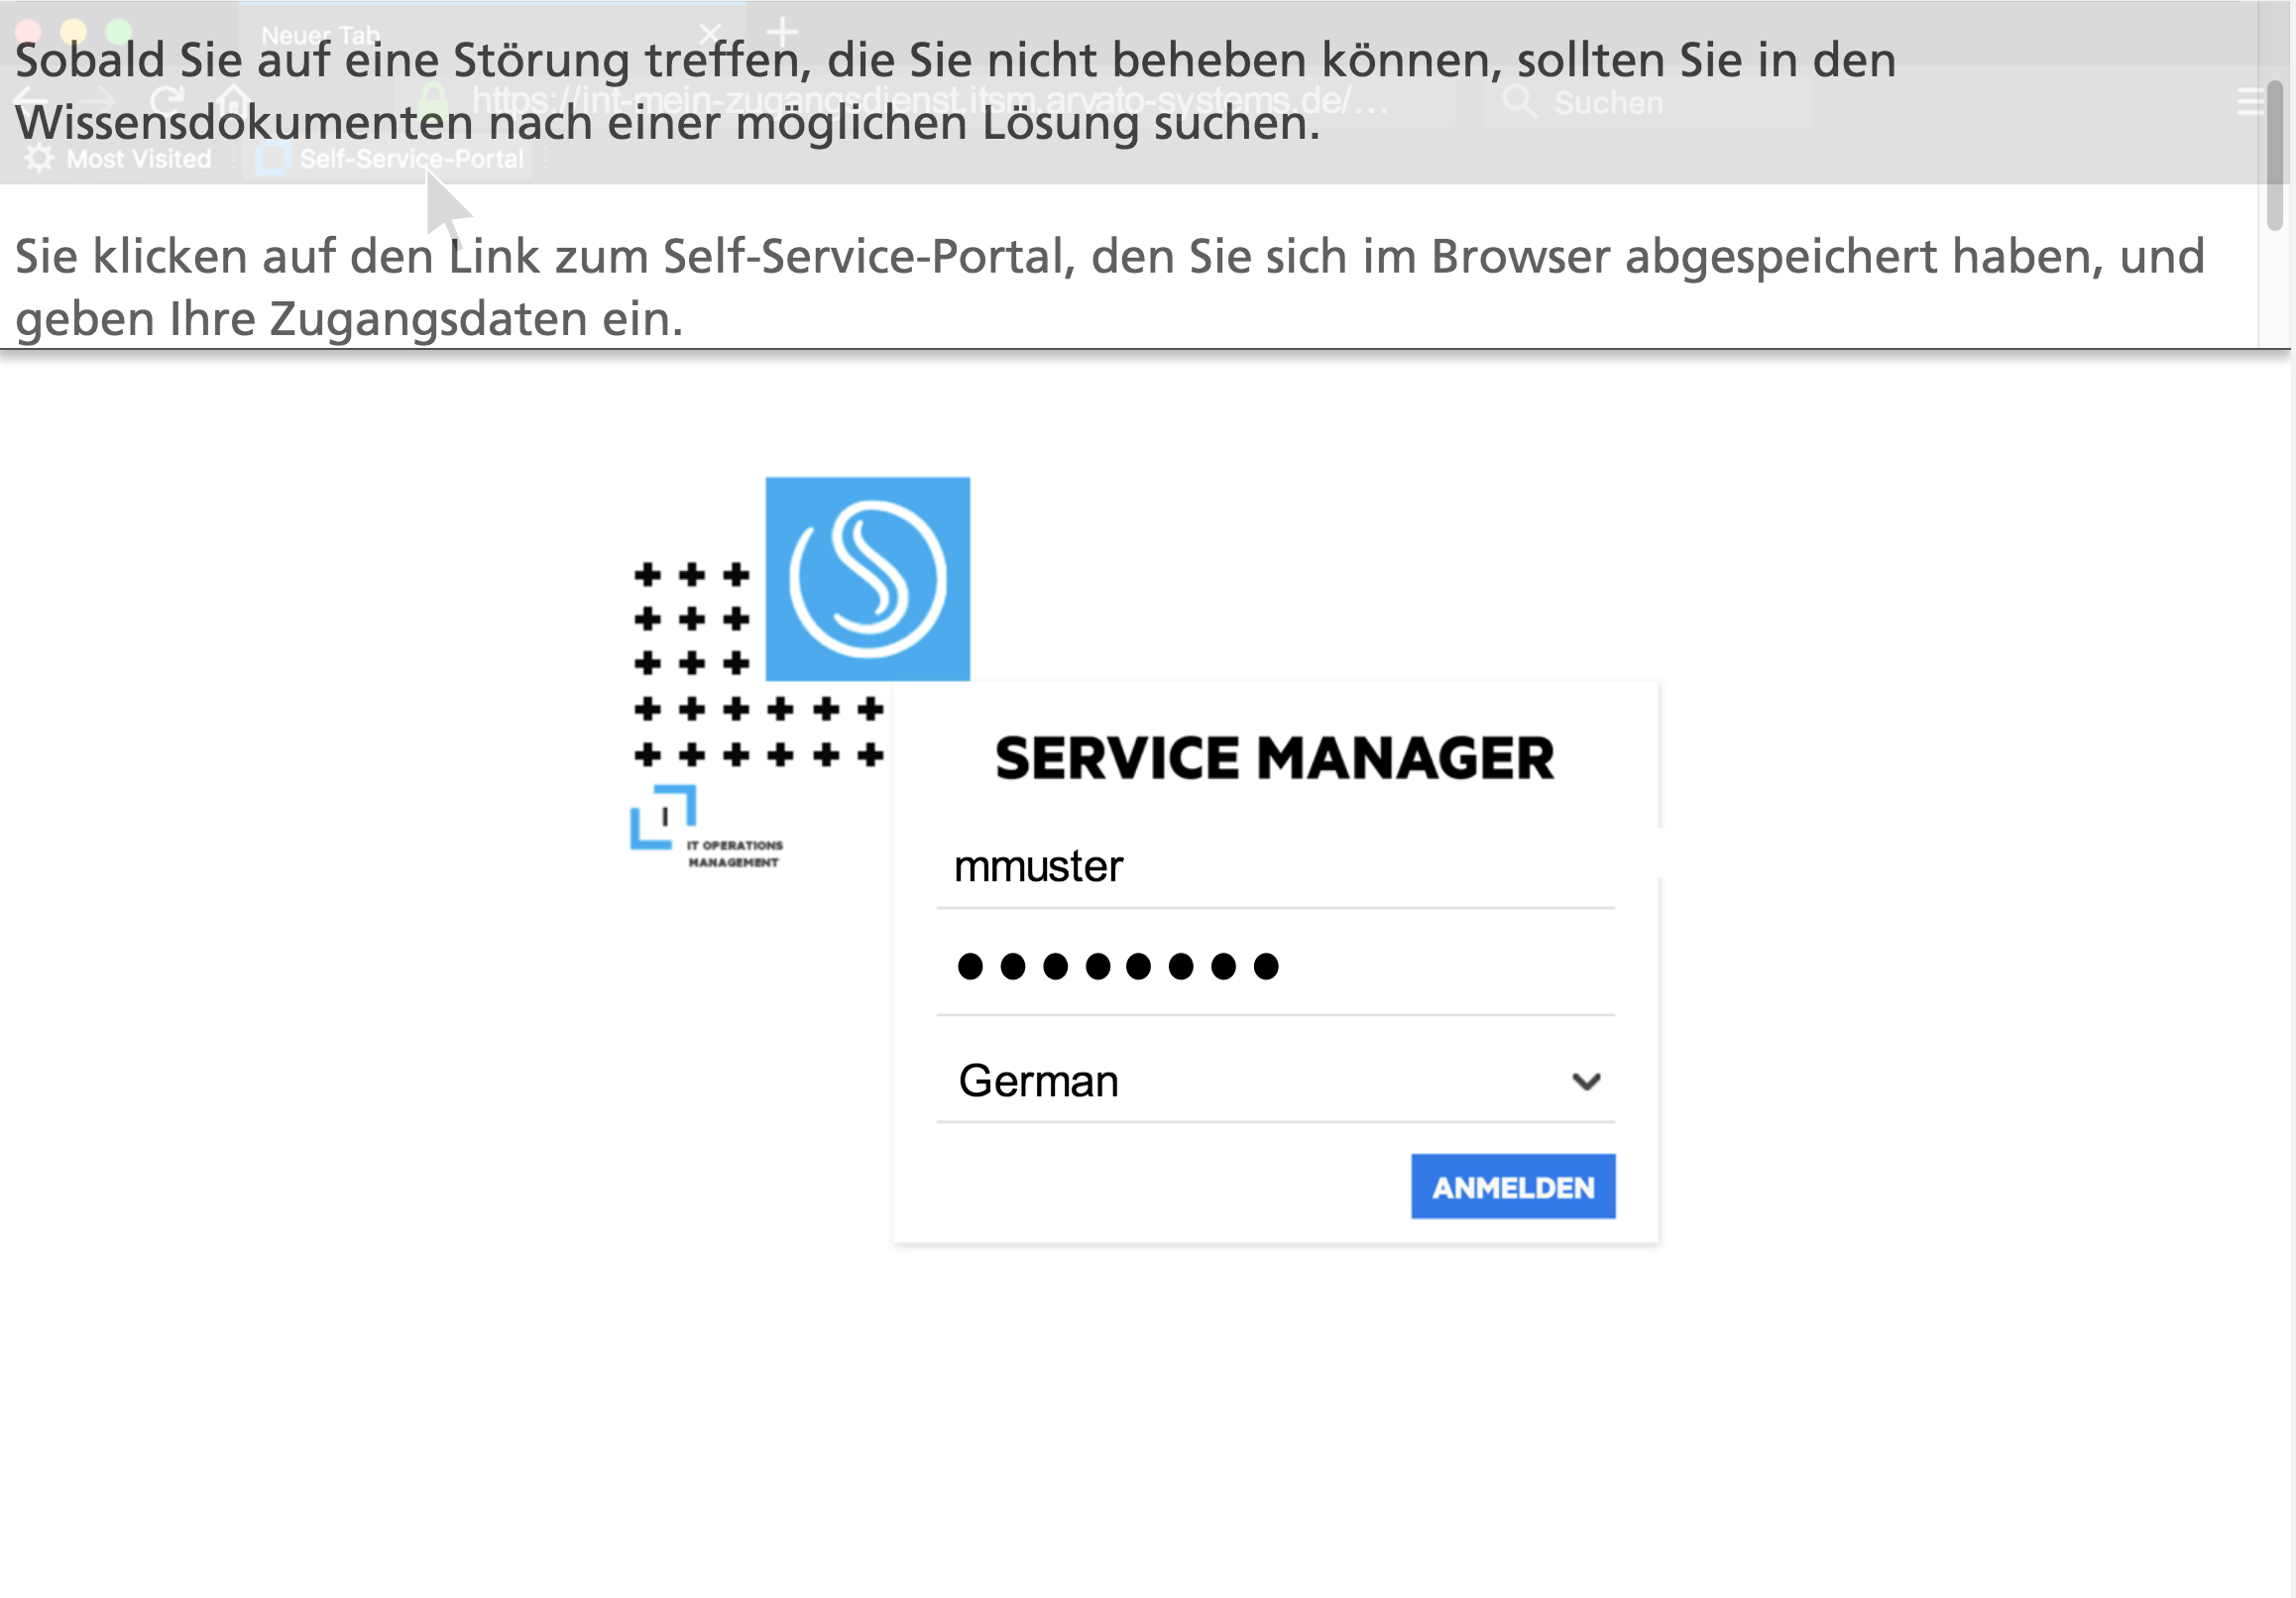 Neuer Tab
Sobald Sie auf eine Störung treffen, die Sie nicht beheben können, sollten Sie in den
https://int-mein-zugangsdienst.itsm.arvato-systems.de/...
Suchen
Wissensdokumenten nach einer möglichen Lösung suchen.
Most Visited
Self-Service-Portal
Sie klicken auf den Link zum Self-Service-Portal, den Sie sich im Browser abgespeichert haben, und
geben Ihre Zugangsdaten ein.
SERVICE MANAGER
IT OPERATIONS
MANAGEMENT
mmuster
German
ANMELDEN